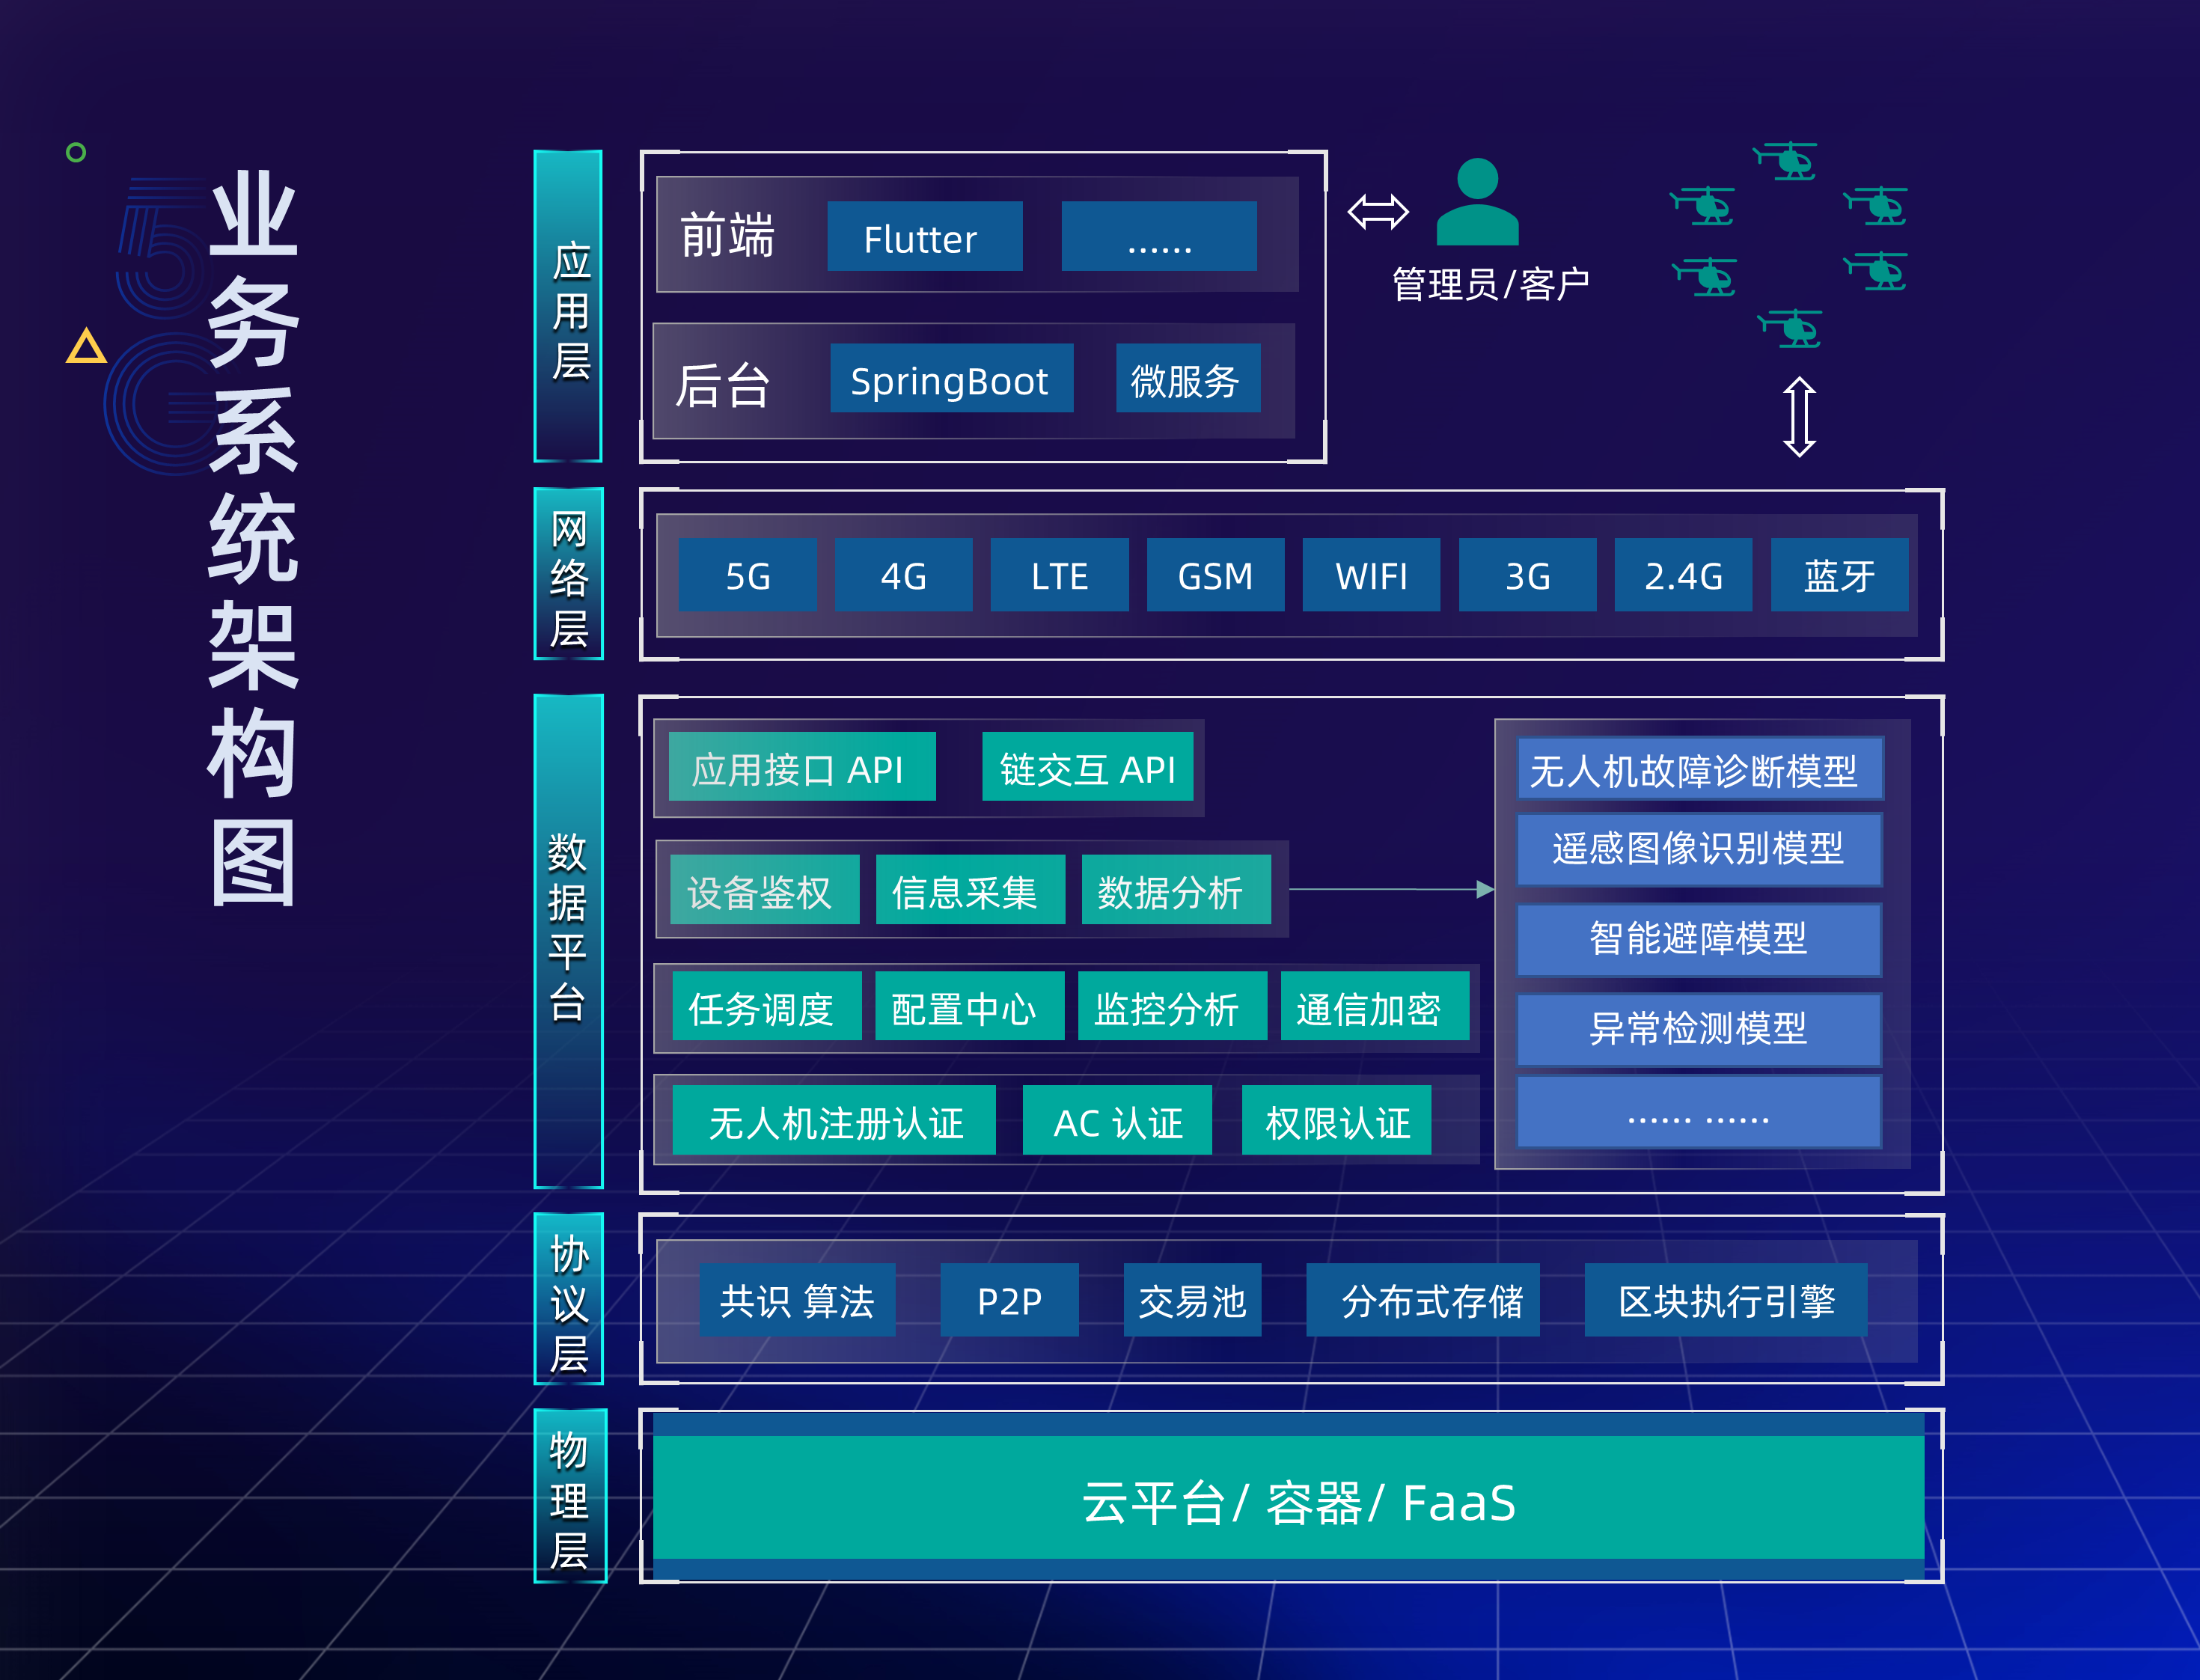 5G
业务系统架构图
应用层
前端
Flutter
......
后台
SpringBoot
微服务
管理员/客户
网络层
5G
4G
LTE
GSM
WIFI
3G
2.4G
蓝牙
数据平台
应用接口 API
链交互 API
设备鉴权
信息采集
数据分析
任务调度
配置中心
监控分析
通信加密
无人机注册认证
AC 认证
权限认证
无人机故障诊断模型
遥感图像识别模型
智能避障模型
异常检测模型
...... ......
协议层
共识 算法
P2P
交易池
分布式存储
区块执行引擎
物理层
云平台/ 容器/ FaaS